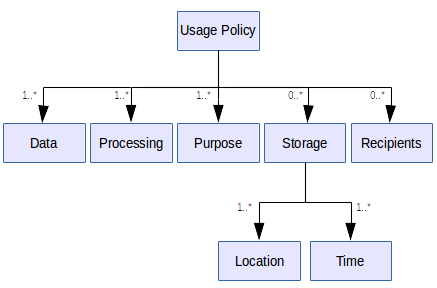 Usage Policy
1..* 1..* 1..* 0..* 0..*
Data Processing Purpose Storage Recipients
1..* 1..*
Location Time